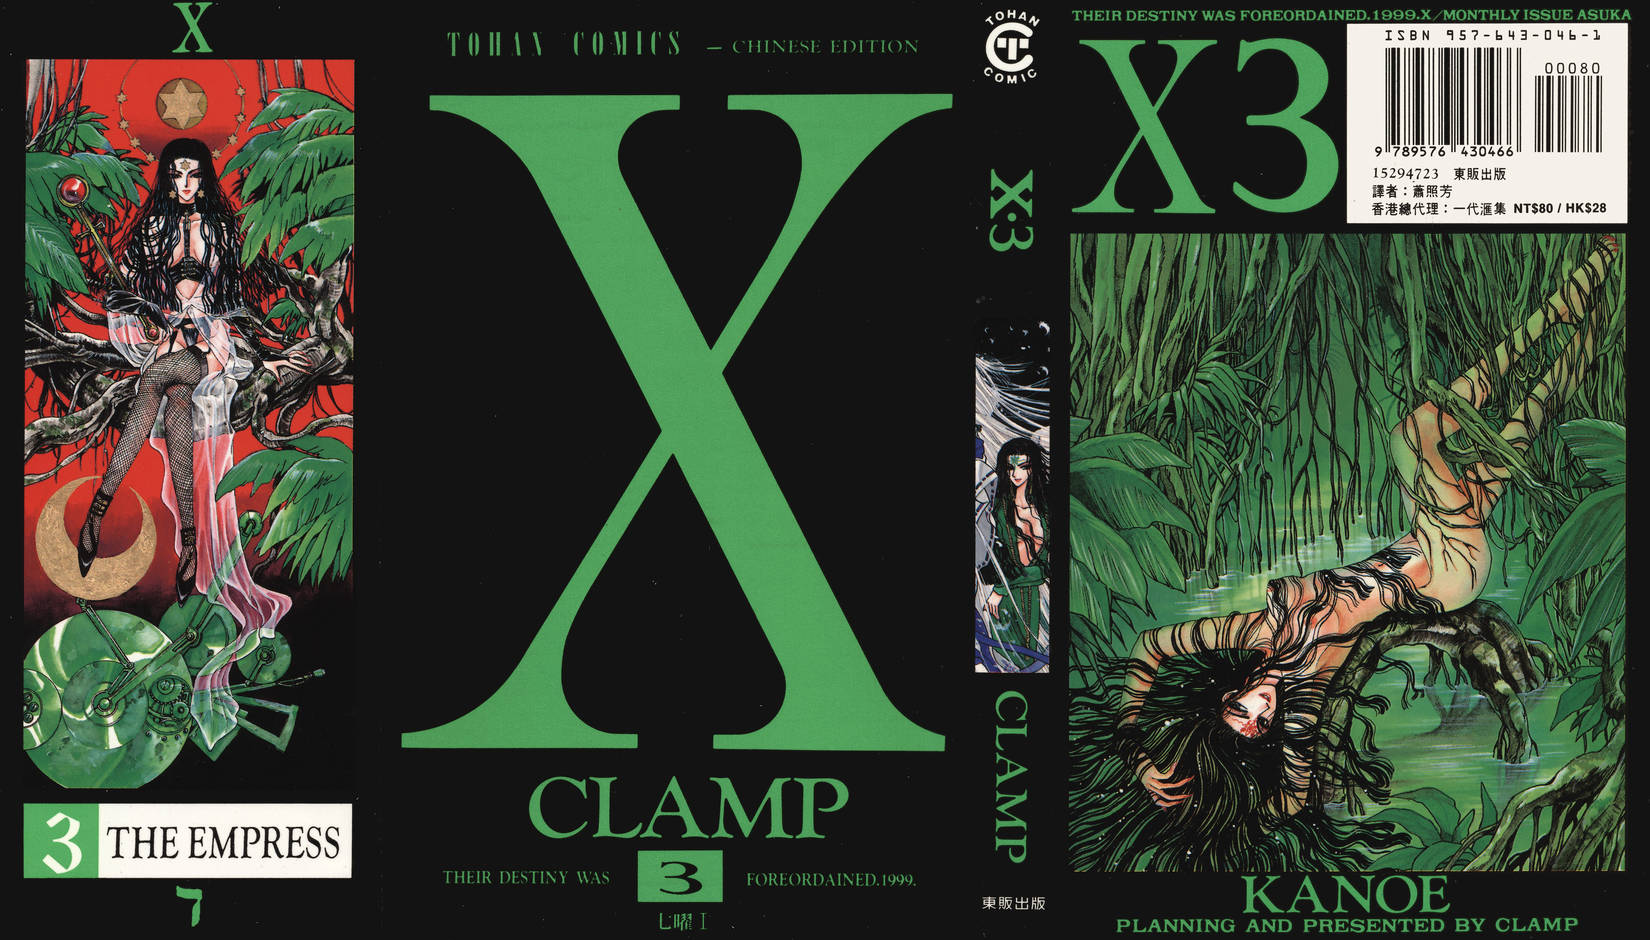 X
3
THE EMPRESS
TOHAN COMICS — CHINESE EDITION
X
CLAMP
THEIR DESTINY WAS 3 FOREORDAINED.1999.
七曜 I
TOHAN
COMIC
X·3
CLAMP
東販出版
THEIR DESTINY WAS FOREORDAINED.1999.X/MONTHLY ISSUE ASUKA
X3
ISBN 957-643-046-1
00080
9 789576 430466
15294723 東販出版
譯者：蕭照芳
香港總代理：一代滙集 NT$80 / HK$28
KANOE
PLANNING AND PRESENTED BY CLAMP